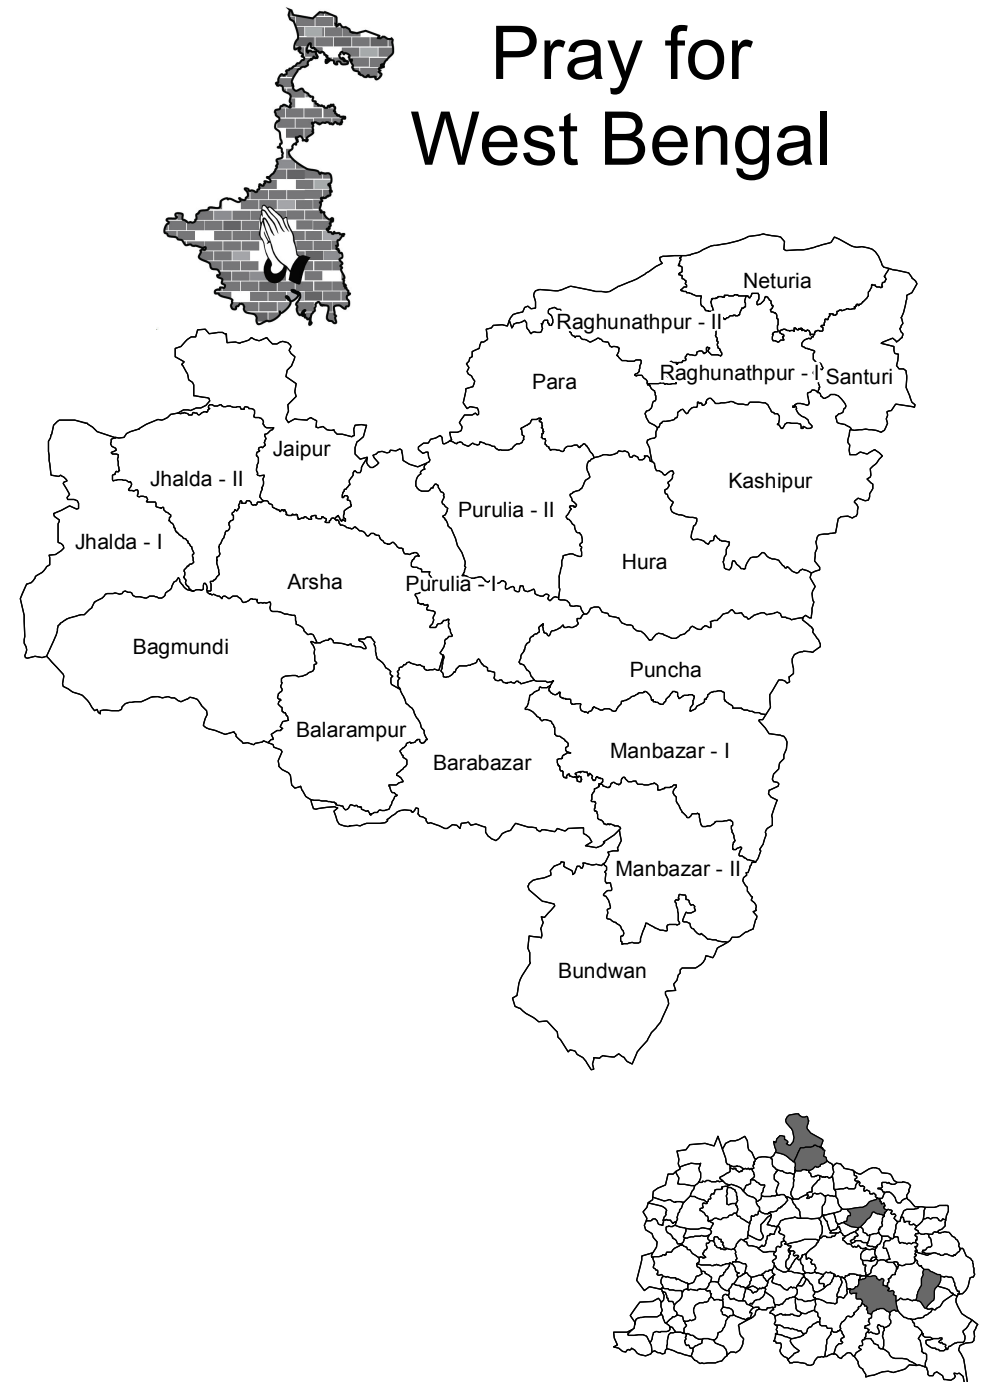 Pray for
West Bengal
Neturia
Raghunathpur - II
Raghunathpur - I
Santuri
Para
Jaipur
Jhalda - II
Kashipur
Purulia - II
Jhalda - I
Hura
Arsha
Purulia - I
Bagmundi
Puncha
Balarampur
Manbazar - I
Barabazar
Manbazar - II
Bundwan